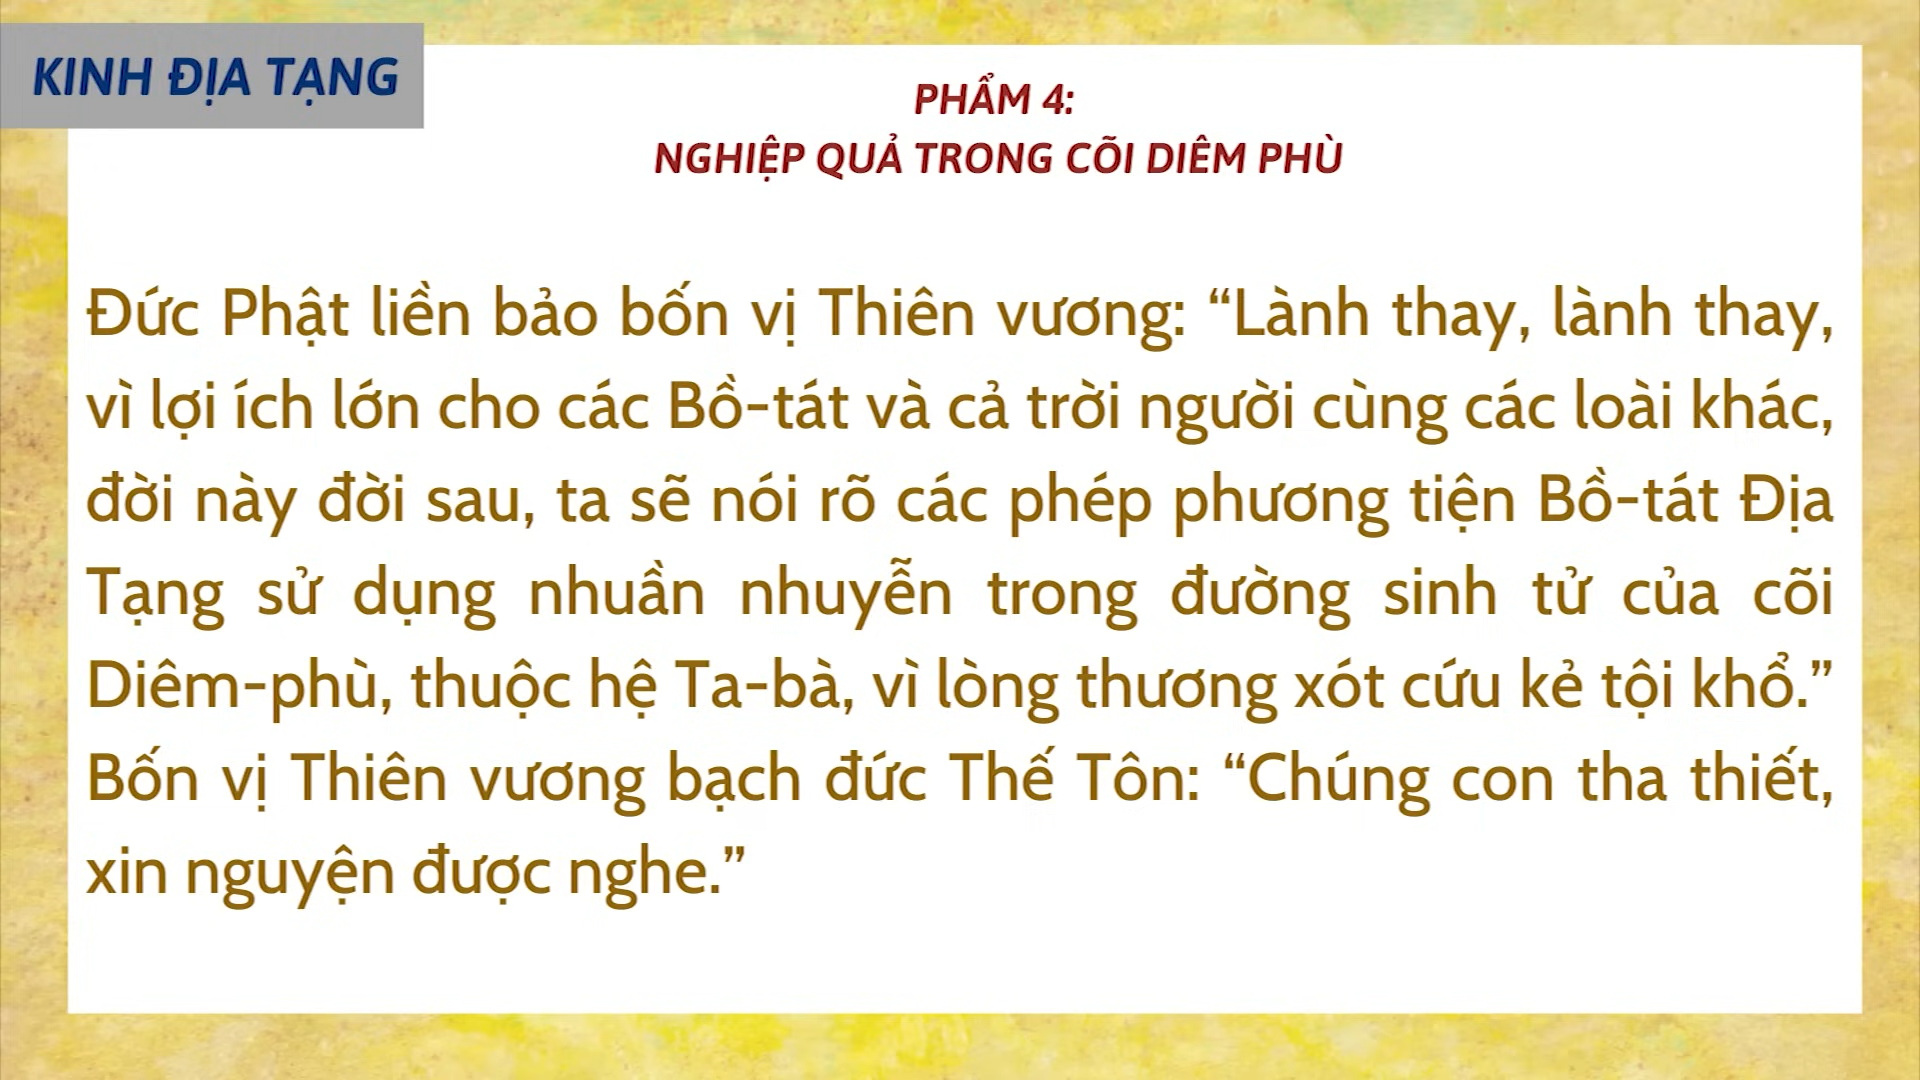 KINH ĐỊA TẠNG
PHẨM 4:
NGHIỆP QUẢ TRONG CÕI DIÊM PHÙ
Đức Phật liền bảo bốn vị Thiên vương: “Lành thay, lành thay,
vì lợi ích lớn cho các Bồ-tát và cả trời người cùng các loài khác,
đời này đời sau, ta sẽ nói rõ các phép phương tiện Bồ-tát Địa
Tạng sử dụng nhuần nhuyễn trong đường sinh tử của cõi
Diêm-phù, thuộc hệ Ta-bà, vì lòng thương xót cứu kẻ tội khổ.”
Bốn vị Thiên vương bạch đức Thế Tôn: “Chúng con tha thiết,
xin nguyện được nghe.”